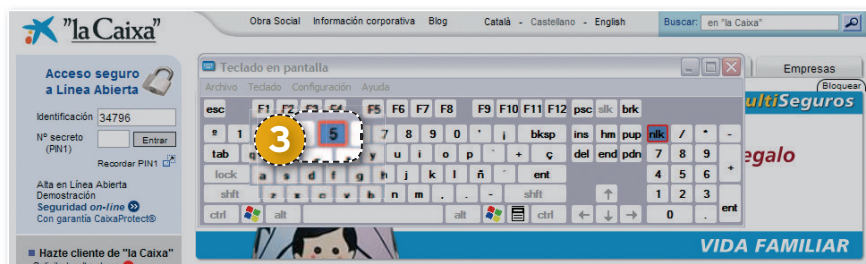 "la Caixa"
Obra Social Información corporativa Blog Català - Castellano - English Buscar: en "la Caixa"
Acceso seguro
a Línea Abierta
Identificación 34796
Nº secreto
(PIN1)
Entrar
Recordar PIN1
Alta en Línea Abierta
Demostración
Seguridad on-line
Con garantía CaixaProtect®
Hazte cliente de "la Caixa"
Teclado en pantalla
Archivo Teclado Configuración Ayuda
esc F1 F2 F3 F4 F5 F6 F7 F8 F9 F10 F11 F12 psc slk brk
º 1 3 5 7 8 9 0 ' ¡ bksp ins hm pup nlk / * -
tab q y u i o p ` + ç del end pdn 7 8 9 +
lock a s d f g h j k l ñ ´ ent 4 5 6
shft z x c v b n m , . - shft ↑ 1 2 3 ent
ctrl alt alt ctrl ← ↓ → 0 .
Empresas
Bloquear
ultiSeguros
egalo
VIDA FAMILIAR